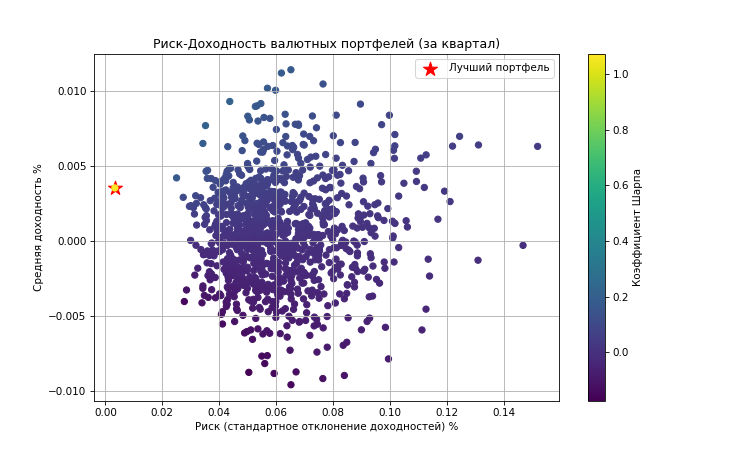 Риск-Доходность валютных портфелей (за квартал)
Лучший портфель
Средняя доходность %
0.010
0.005
0.000
−0.005
−0.010
0.00 0.02 0.04 0.06 0.08 0.10 0.12 0.14
Риск (стандартное отклонение доходностей) %
1.0
0.8
0.6
0.4
0.2
0.0
Коэффициент Шарпа